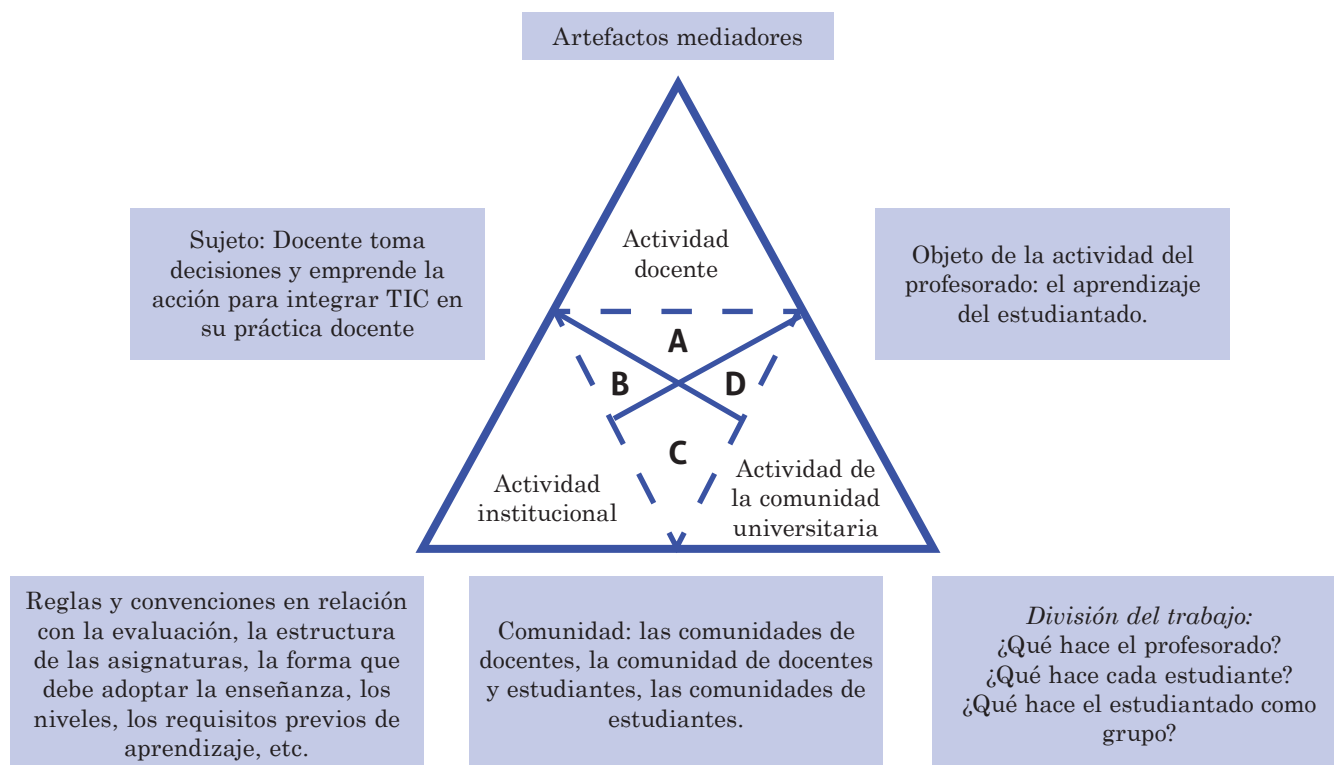 Artefactos mediadores
Sujeto: Docente toma
decisiones y emprende la
acción para integrar TIC en
su práctica docente
Actividad
docente
Objeto de la actividad del
profesorado: el aprendizaje
del estudiantado.
A
B
D
C
Actividad
institucional
Actividad de
la comunidad
universitaria
Reglas y convenciones en relación
con la evaluación, la estructura
de las asignaturas, la forma que
debe adoptar la enseñanza, los
niveles, los requisitos previos de
aprendizaje, etc.
Comunidad: las comunidades de
docentes, la comunidad de docentes
y estudiantes, las comunidades de
estudiantes.
División del trabajo:
¿Qué hace el profesorado?
¿Qué hace cada estudiante?
¿Qué hace el estudiantado como
grupo?